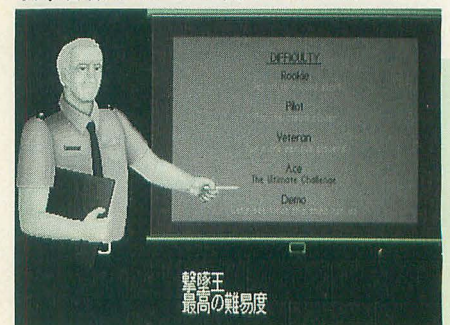 DIFFICULTY
Rookie
Pilot
Veteran
Ace
The Ultimate Challenge
Demo
撃墜王
最高の難易度